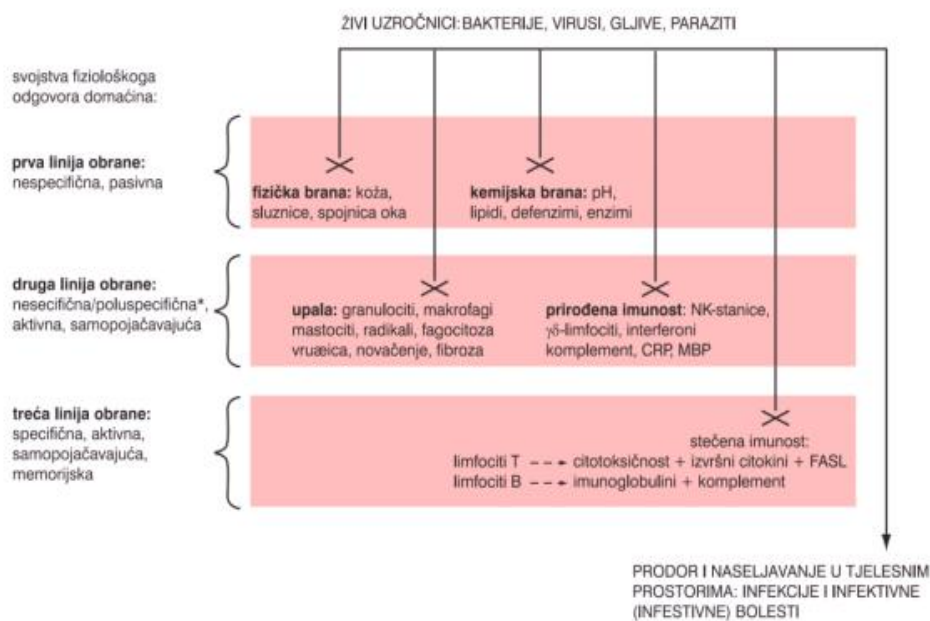 ŽIVI UZROČNICI: BAKTERIJE, VIRUSI, GLJIVE, PARAZITI
svojstva fiziološkoga
odgovora domaćina:
prva linija obrane:
nespecifična, pasivna
fizička brana: koža,
sluznice, spojnica oka
kemijska brana: pH,
lipidi, defenzimi, enzimi
druga linija obrane:
nesecifična/poluspecifična*,
aktivna, samopojačavajuća
upala: granulociti, makrofagi
mastociti, radikali, fagocitoza
vruæica, novačenje, fibroza
prirođena imunost: NK-stanice,
γδ-limfociti, interferoni
komplement, CRP, MBP
treća linija obrane:
specifična, aktivna,
samopojačavajuća,
memorijska
stečena imunost:
limfociti T → citotoksičnost + izvršni citokini + FASL
limfociti B → imunoglobulini + komplement
PRODOR I NASELJAVANJE U TJELESNIM
PROSTORIMA: INFEKCIJE I INFEKTIVNE
(INFESTIVNE) BOLESTI